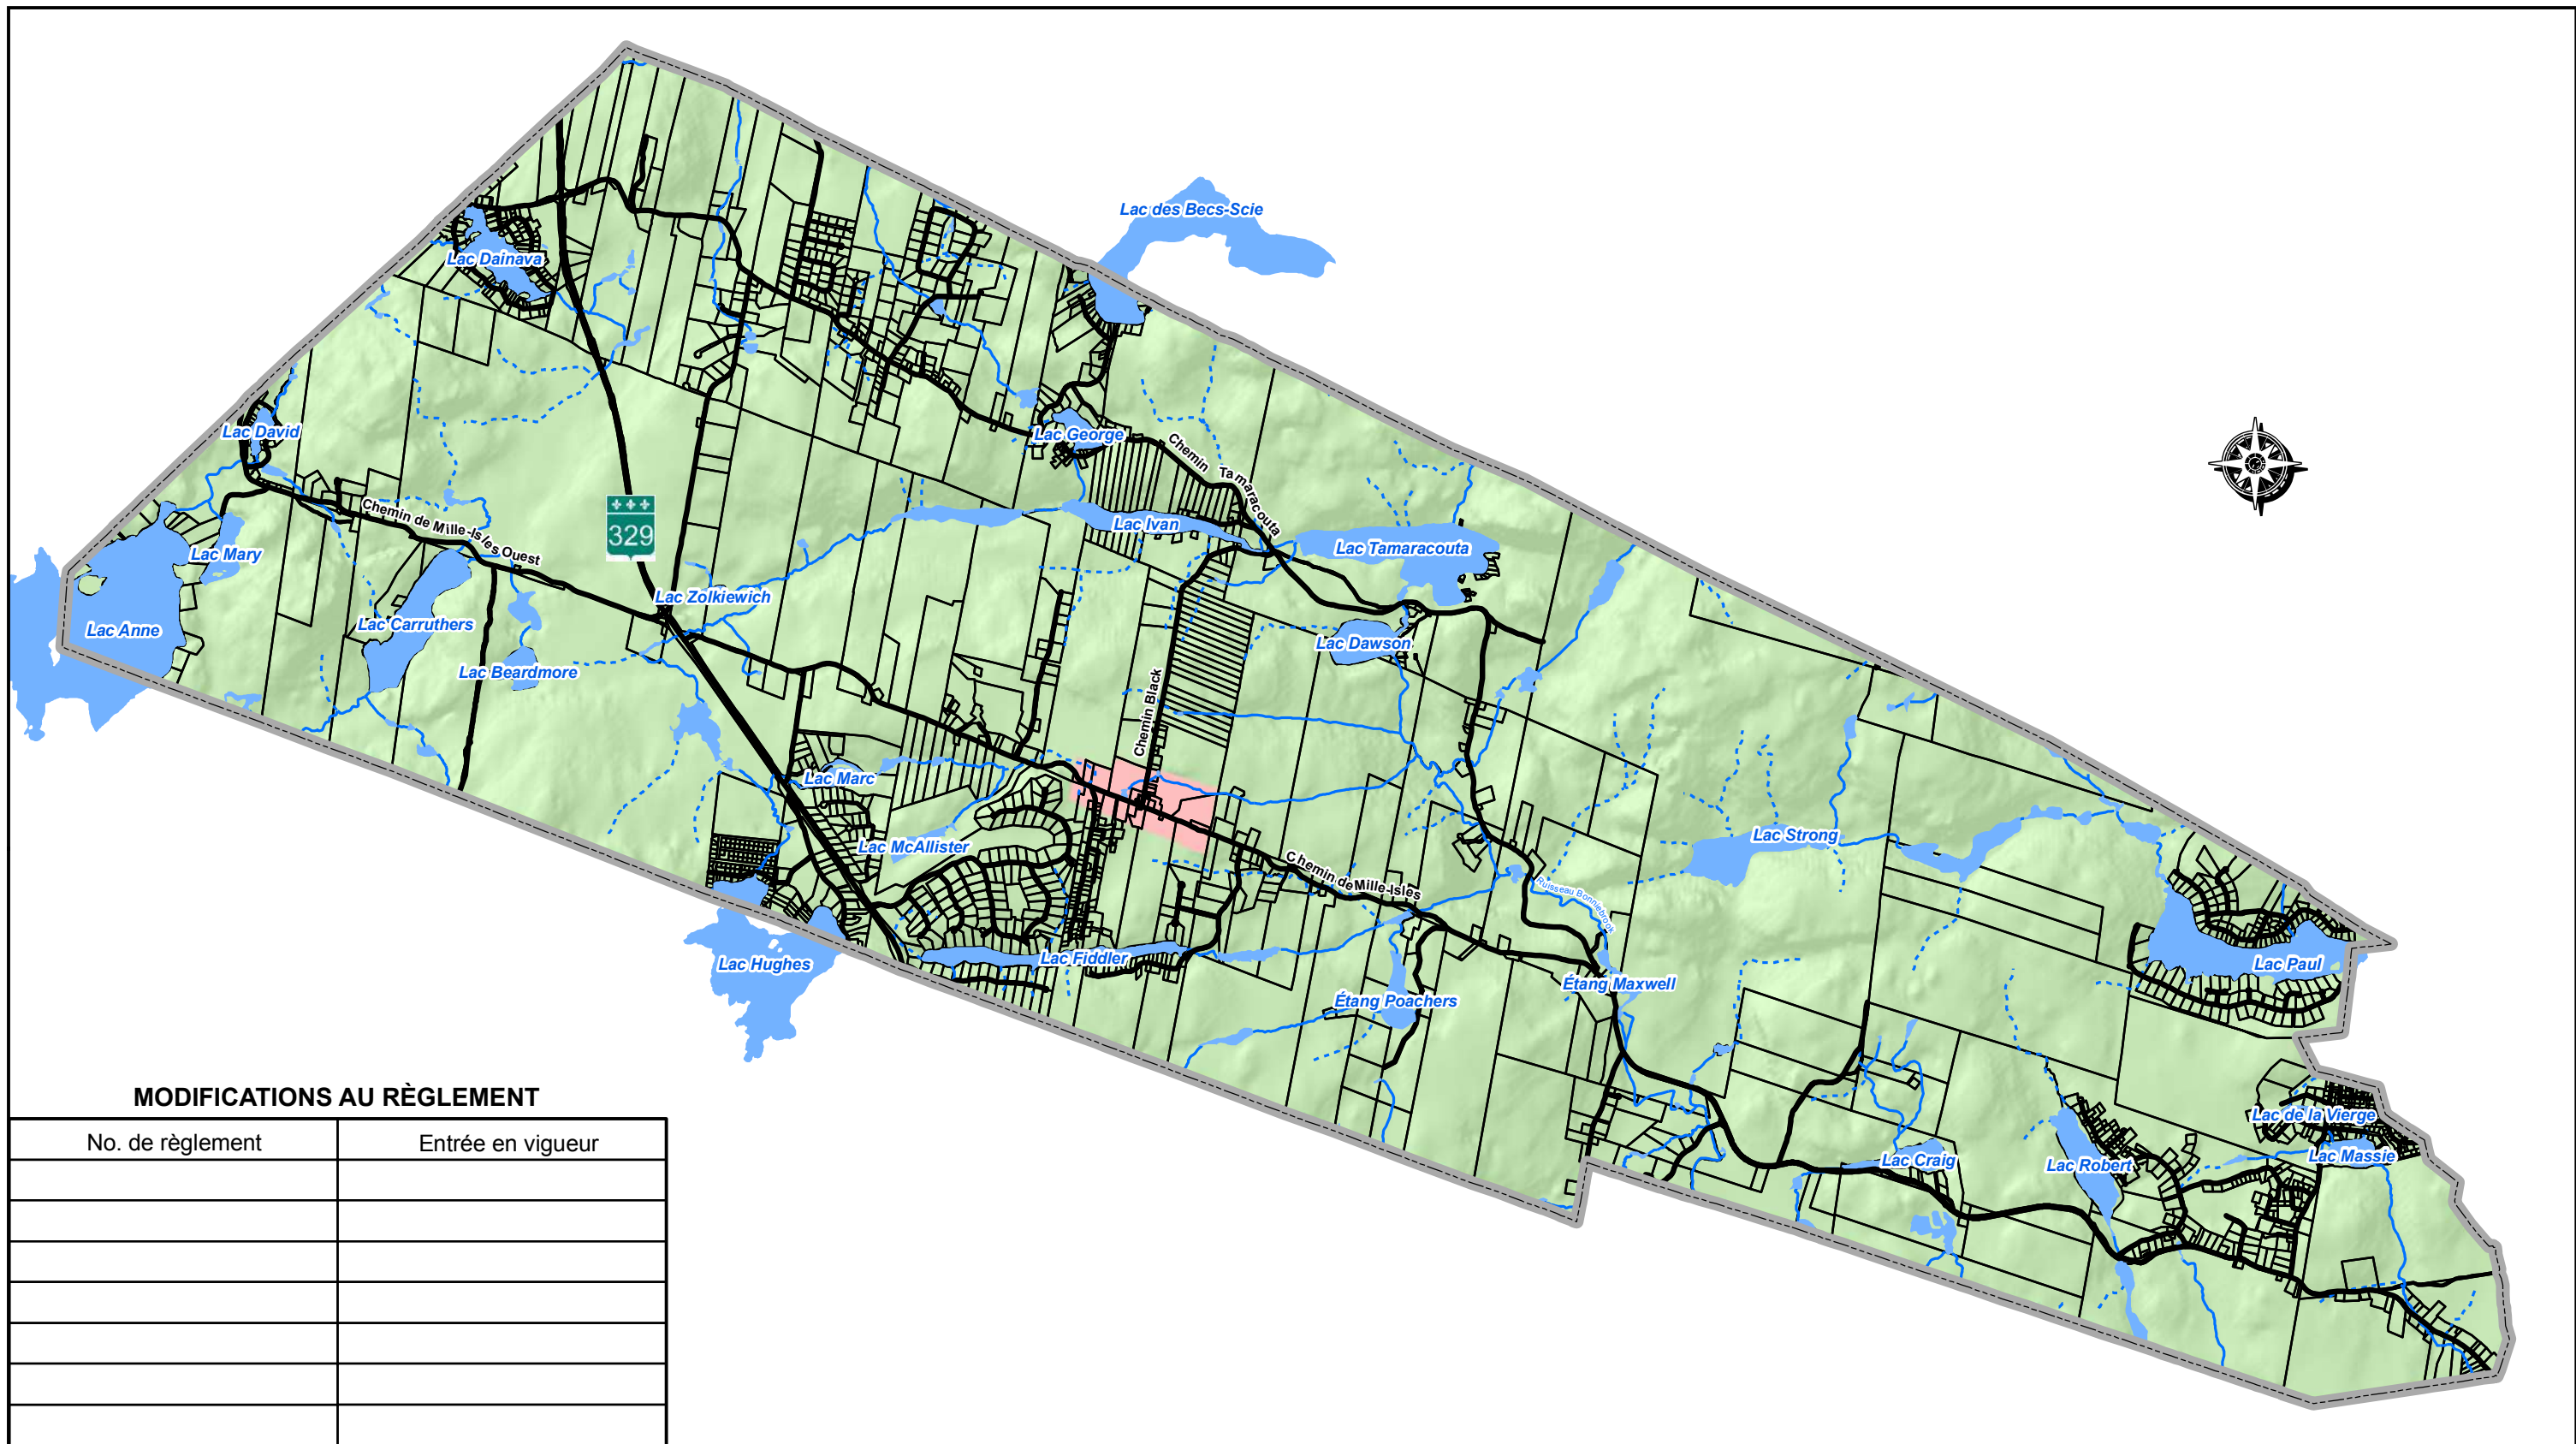 Lac des Becs-Scie
Lac Dainava
Lac David
Lac George
Chemin Tamaracouta
Chemin de Mille-Isles Ouest
329
Lac Ivan
Lac Tamaracouta
Lac Mary
Lac Zolkiewich
Lac Anne
Lac Carruthers
Lac Dawson
Lac Beardmore
Chemin Black
Lac Marc
Lac McAllister
Lac Strong
Chemin de Mille-Isles
Ruisseau Bonniebrook
Lac Hughes
Lac Fiddler
Lac Paul
Étang Maxwell
Étang Poachers
Lac de la Vierge
Lac Massie
Lac Craig
Lac Robert
MODIFICATIONS AU RÈGLEMENT
No. de règlement
Entrée en vigueur